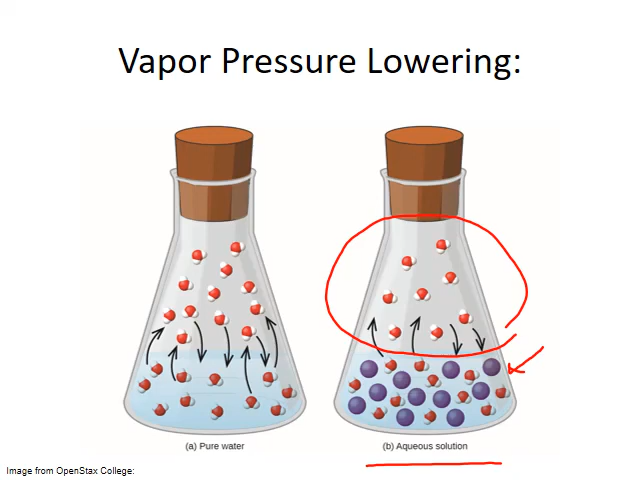 Vapor Pressure Lowering:
(a) Pure water
(b) Aqueous solution
Image from OpenStax College: